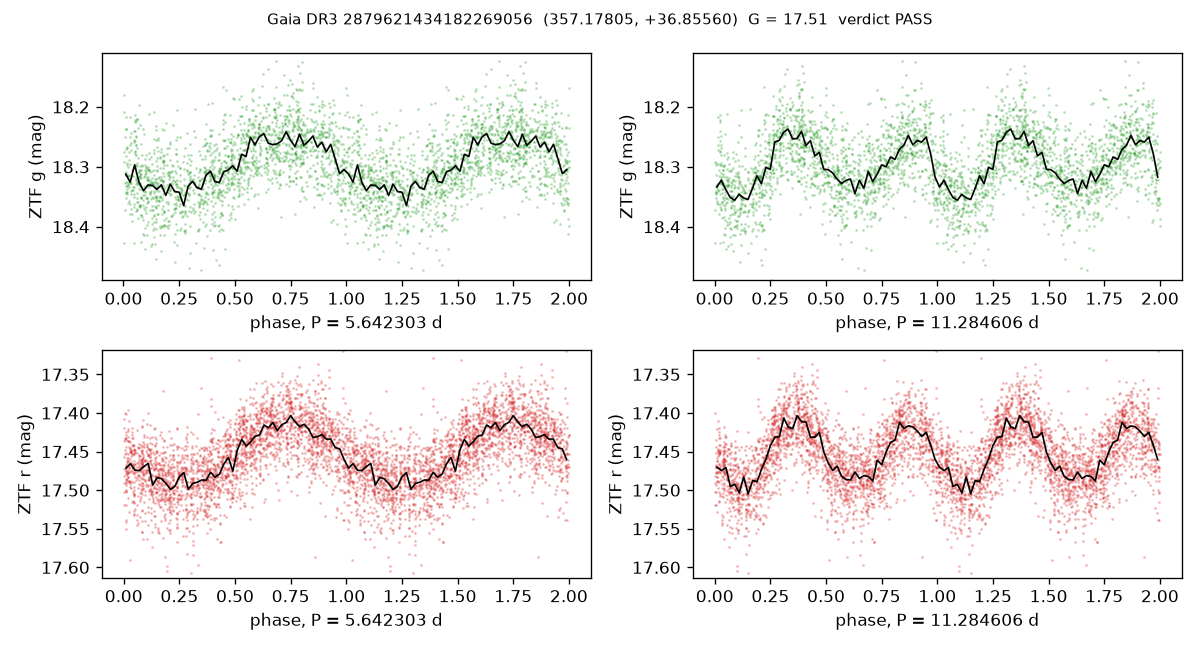 Gaia DR3 2879621434182269056 (357.17805, +36.85560) G = 17.51 verdict PASS
ZTF g (mag)
18.2
18.3
18.4
0.00 0.25 0.50 0.75 1.00 1.25 1.50 1.75 2.00
phase, P = 5.642303 d
ZTF g (mag)
18.2
18.3
18.4
0.00 0.25 0.50 0.75 1.00 1.25 1.50 1.75 2.00
phase, P = 11.284606 d
ZTF r (mag)
17.35
17.40
17.45
17.50
17.55
17.60
0.00 0.25 0.50 0.75 1.00 1.25 1.50 1.75 2.00
phase, P = 5.642303 d
ZTF r (mag)
17.35
17.40
17.45
17.50
17.55
17.60
0.00 0.25 0.50 0.75 1.00 1.25 1.50 1.75 2.00
phase, P = 11.284606 d